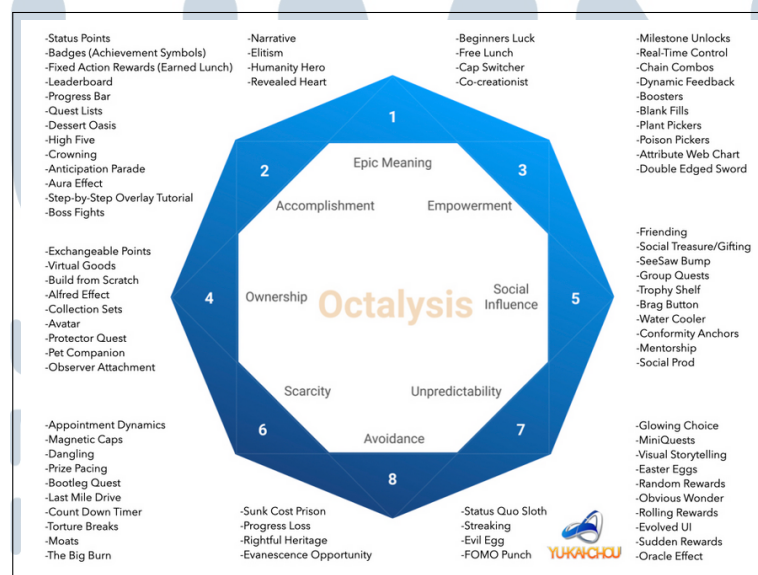 -Status Points
-Badges (Achievement Symbols)
-Fixed Action Rewards (Earned Lunch)
-Leaderboard
-Progress Bar
-Quest Lists
-Dessert Oasis
-High Five
-Crowning
-Anticipation Parade
-Aura Effect
-Step-by-Step Overlay Tutorial
-Boss Fights
-Narrative
-Elitism
-Humanity Hero
-Revealed Heart
-Beginners Luck
-Free Lunch
-Cap Switcher
-Co-creationist
-Milestone Unlocks
-Real-Time Control
-Chain Combos
-Dynamic Feedback
-Boosters
-Blank Fills
-Plant Pickers
-Poison Pickers
-Attribute Web Chart
-Double Edged Sword
1
Epic Meaning
2
Accomplishment
3
Empowerment
-Exchangeable Points
-Virtual Goods
-Build from Scratch
-Alfred Effect
-Collection Sets
-Avatar
-Protector Quest
-Pet Companion
-Observer Attachment
4
Ownership
Octalysis
Social
Influence
5
-Friending
-Social Treasure/Gifting
-SeeSaw Bump
-Group Quests
-Trophy Shelf
-Brag Button
-Water Cooler
-Conformity Anchors
-Mentorship
-Social Prod
Scarcity
6
Unpredictability
7
Avoidance
8
-Appointment Dynamics
-Magnetic Caps
-Dangling
-Prize Pacing
-Bootleg Quest
-Last Mile Drive
-Count Down Timer
-Torture Breaks
-Moats
-The Big Burn
-Sunk Cost Prison
-Progress Loss
-Rightful Heritage
-Evanescence Opportunity
-Status Quo Sloth
-Streaking
-Evil Egg
-FOMO Punch
YU-KAI CHOU
-Glowing Choice
-MiniQuests
-Visual Storytelling
-Easter Eggs
-Random Rewards
-Obvious Wonder
-Rolling Rewards
-Evolved UI
-Sudden Rewards
-Oracle Effect